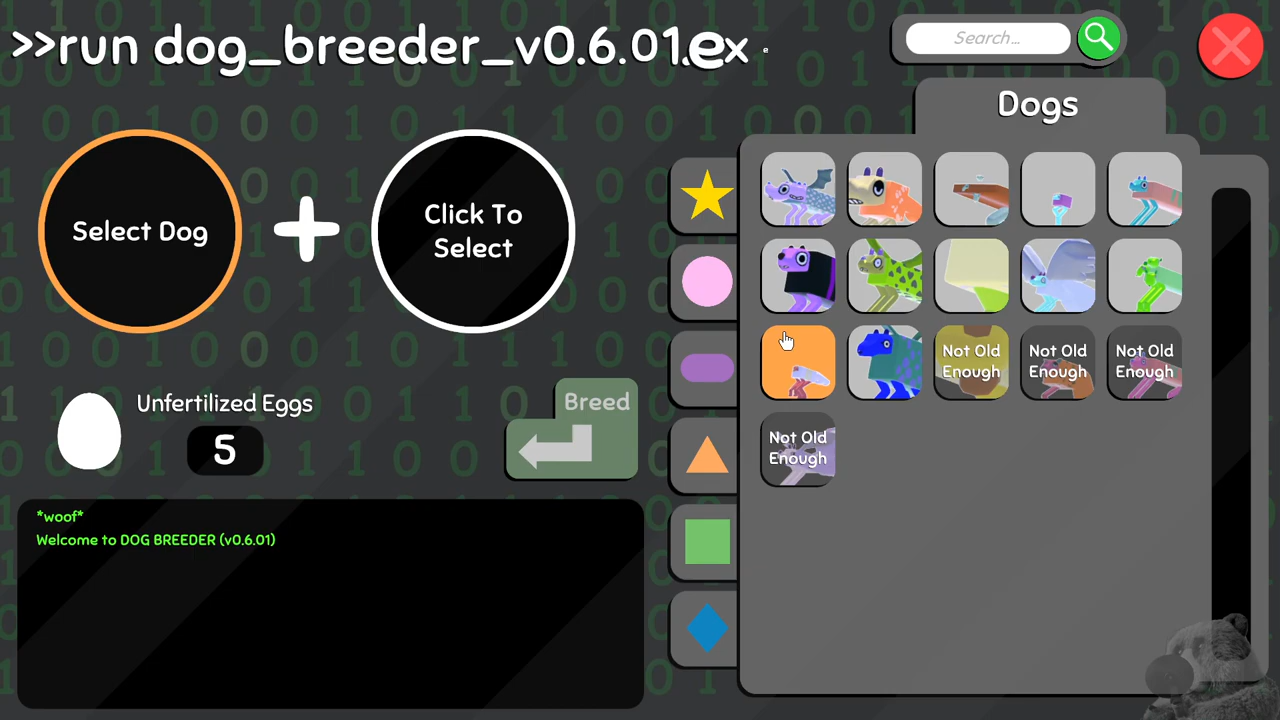 >>run dog_breeder_v0.6.01.ex e
Search...
Dogs
Select Dog
Click To
Select
Not Old
Enough
Not Old
Enough
Not Old
Enough
Not Old
Enough
Unfertilized Eggs
5
Breed
*woof*
Welcome to DOG BREEDER (v0.6.01)